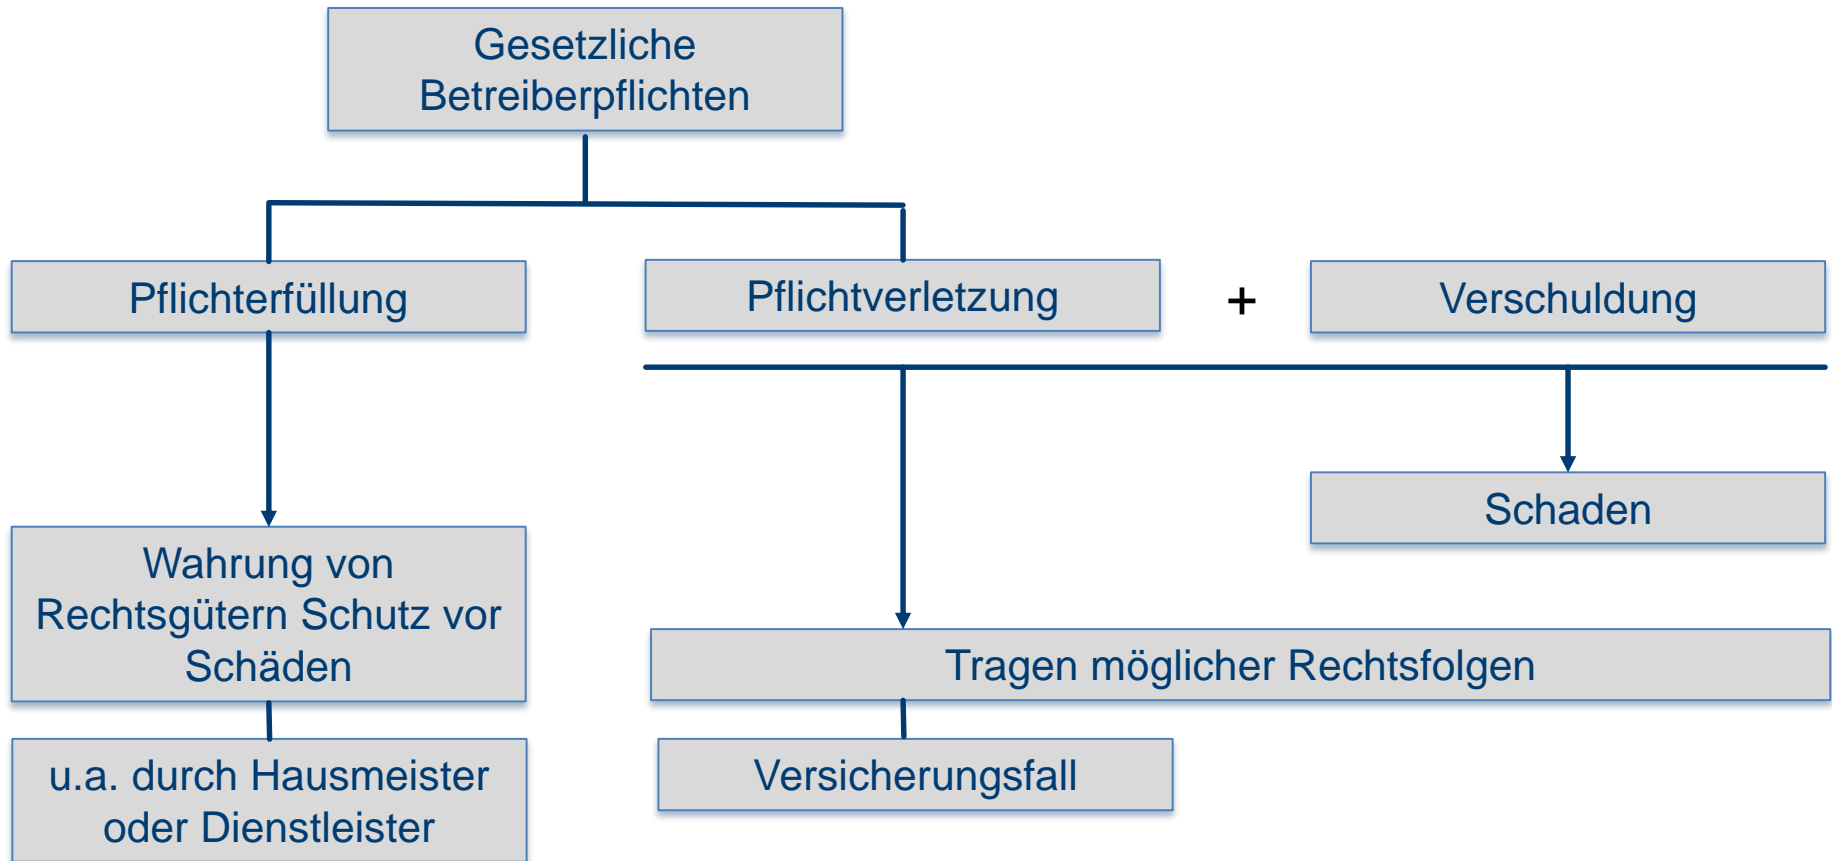 Gesetzliche
Betreiberpflichten
Pflichterfüllung
Pflichtverletzung
+
Verschuldung
Schaden
Wahrung von
Rechtsgütern Schutz vor
Schäden
Tragen möglicher Rechtsfolgen
u.a. durch Hausmeister
oder Dienstleister
Versicherungsfall